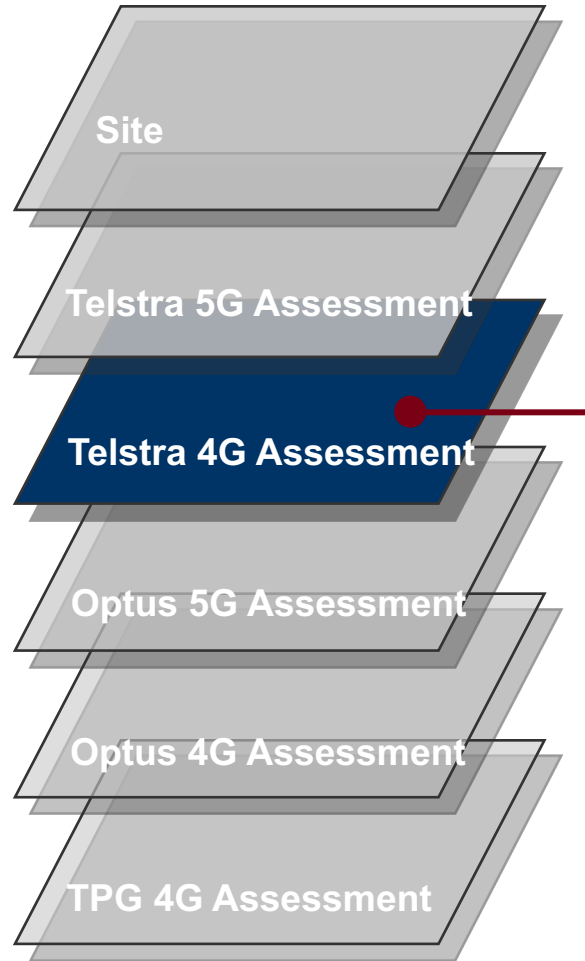 Site
Telstra 5G Assessment
Telstra 4G Assessment
Optus 5G Assessment
Optus 4G Assessment
TPG 4G Assessment